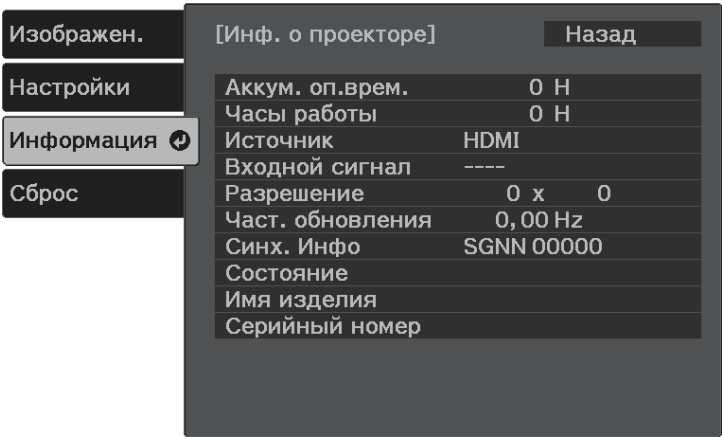 Изображен.
Настройки
Информация
Сброс
[Инф. о проекторе] Назад
Аккум. оп.врем. 0 H
Часы работы 0 H
Источник HDMI
Входной сигнал ----
Разрешение 0 x 0
Част. обновления 0,00 Hz
Синх. Инфо SGNN 00000
Состояние
Имя изделия
Серийный номер